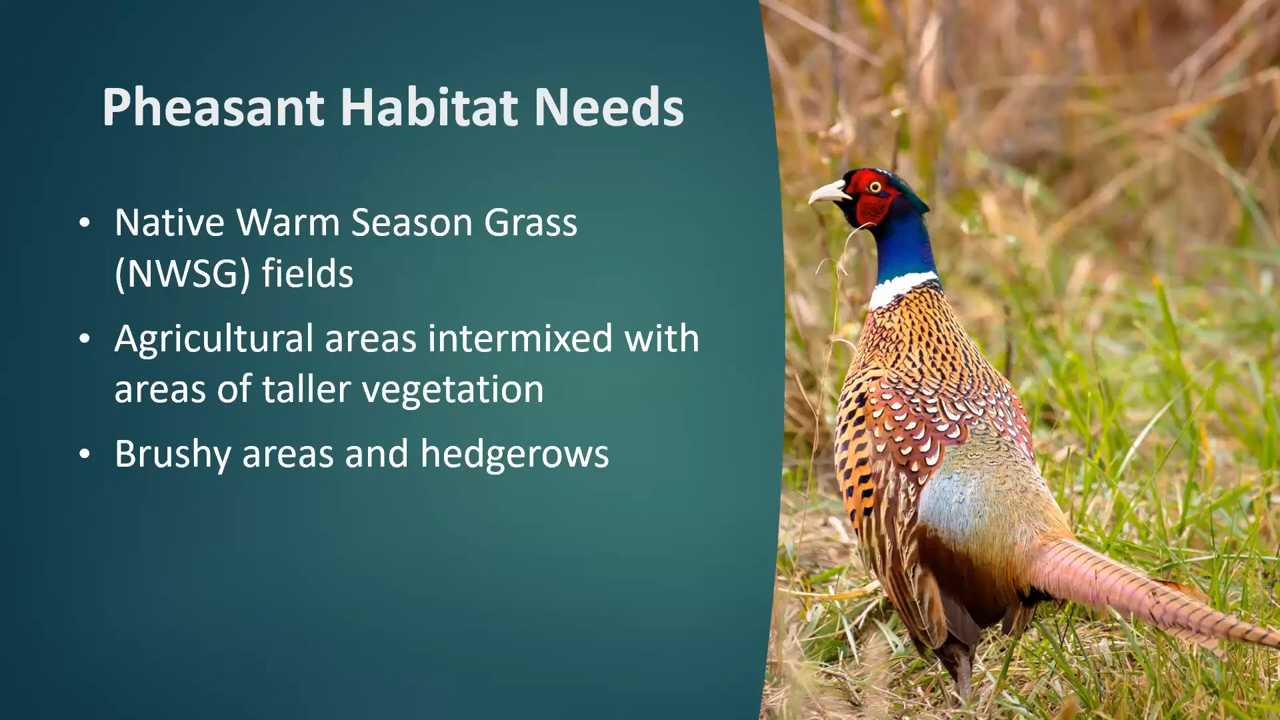 Pheasant Habitat Needs
• Native Warm Season Grass
(NWSG) fields
• Agricultural areas intermixed with
areas of taller vegetation
• Brushy areas and hedgerows